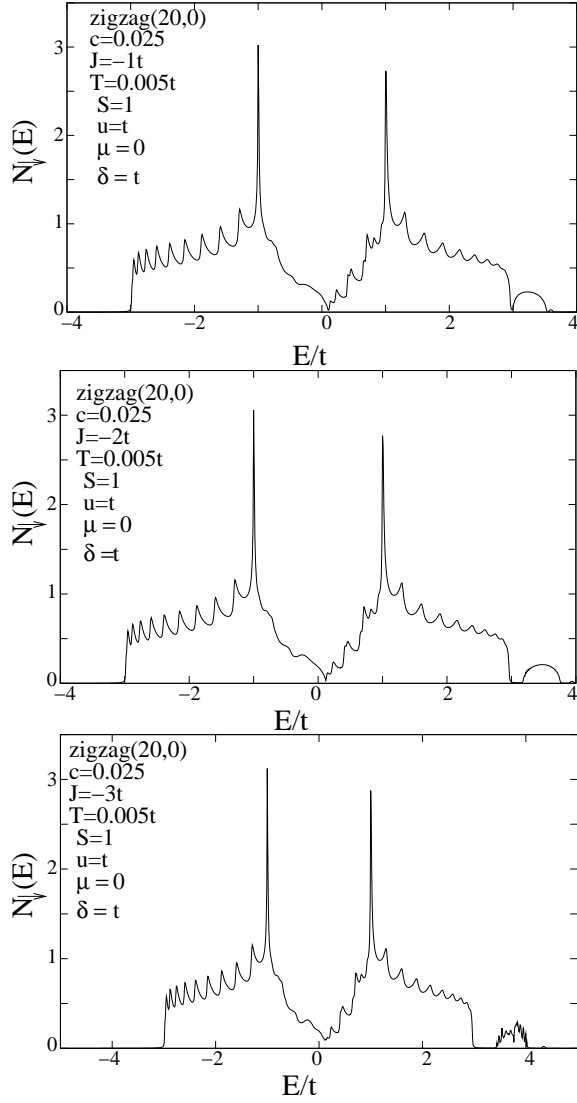 3
2
1
0
N↓(E)
zigzag(20,0)
c=0.025
J=−1t
T=0.005t
S=1
u=t
μ = 0
δ = t
−4 −2 0 2 4
E/t
3
2
1
0
N↓(E)
zigzag(20,0)
c=0.025
J=−2t
T=0.005t
S=1
u=t
μ = 0
δ =t
−4 −2 0 2 4
E/t
3
2
1
0
N↓(E)
zigzag(20,0)
c=0.025
J=−3t
T=0.005t
S=1
u=t
μ = 0
δ = t
−4 −2 0 2 4
E/t